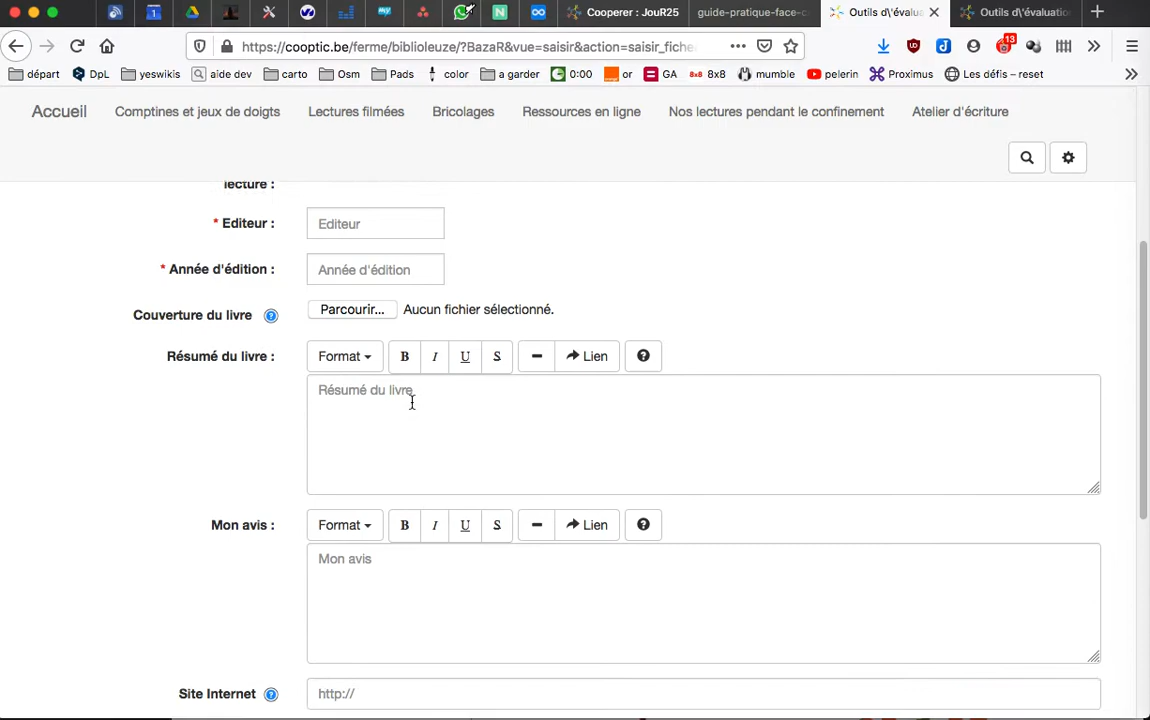 Cooperer : JouR25
guide-pratique-face-c
Outils d\'évalua
Outils d\'évaluation
https://cooptic.be/ferme/biblioleuze/?BazaR&vue=saisir&action=saisir_fiche
13
départ
DpL
yeswikis
aide dev
carto
Osm
Pads
color
a garder
0:00
or
GA
8x8
8x8
mumble
pelerin
Proximus
Les défis – reset
Accueil
Comptines et jeux de doigts
Lectures filmées
Bricolages
Ressources en ligne
Nos lectures pendant le confinement
Atelier d'écriture
lecture :
* Editeur :
Editeur
* Année d'édition :
Année d'édition
Couverture du livre
Parcourir...
Aucun fichier sélectionné.
Résumé du livre :
Format
B
I
U
S
Lien
Résumé du livre
Mon avis :
Format
B
I
U
S
Lien
Mon avis
Site Internet
http://